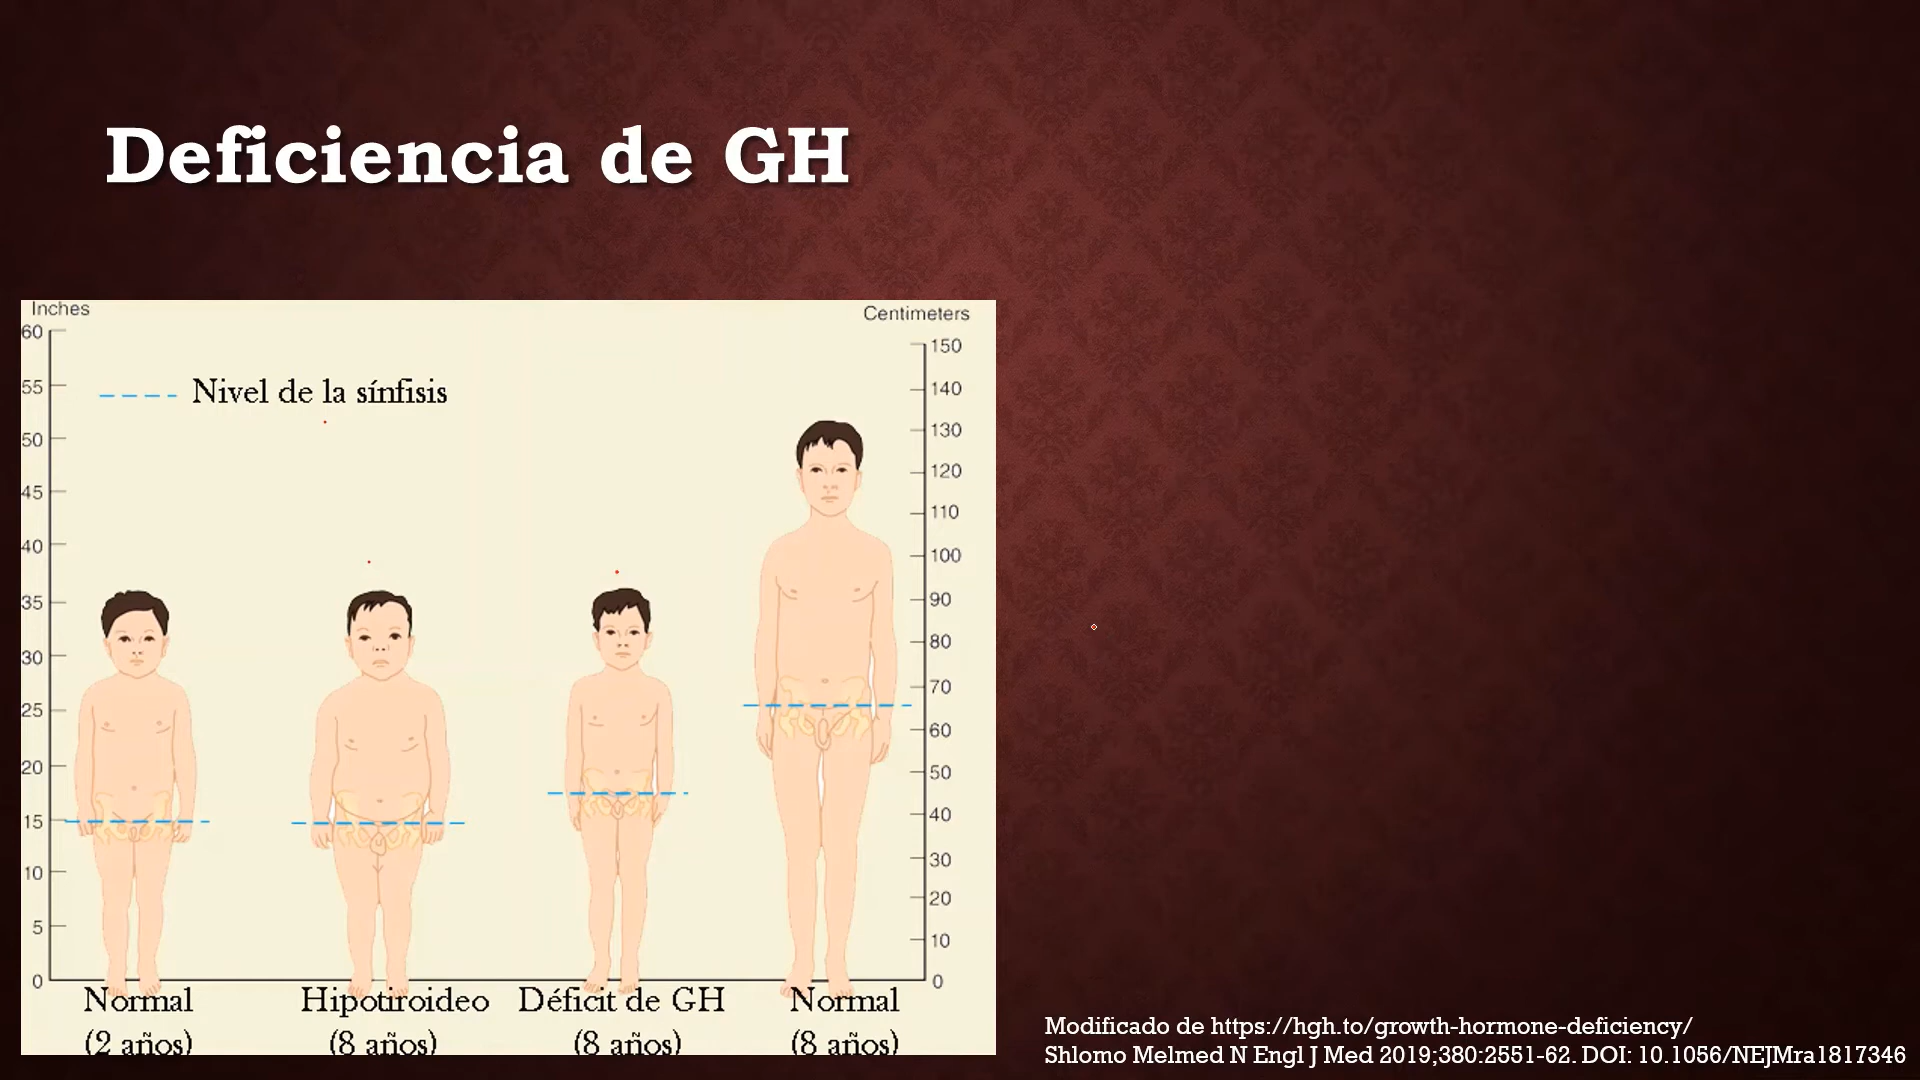 Deficiencia de GH
Inches
Centimeters
60
55
50
45
40
35
30
25
20
15
10
5
0
150
140
130
120
110
100
90
80
70
60
50
40
30
20
10
0
Nivel de la sínfisis
Normal
(2 años)
Hipotiroideo
(8 años)
Déficit de GH
(8 años)
Normal
(8 años)
Modificado de https://hgh.to/growth-hormone-deficiency/
Shlomo Melmed N Engl J Med 2019;380:2551-62. DOI: 10.1056/NEJMra1817346